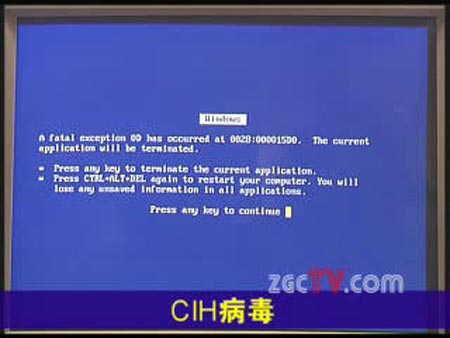 Windows
A fatal exception 0D has occurred at 0028:000015D0. The current
application will be terminated.
* Press any key to terminate the current application.
* Press CTRL+ALT+DEL again to restart your computer. You will
lose any unsaved information in all applications.
Press any key to continue
zgcTV.com
CIH病毒